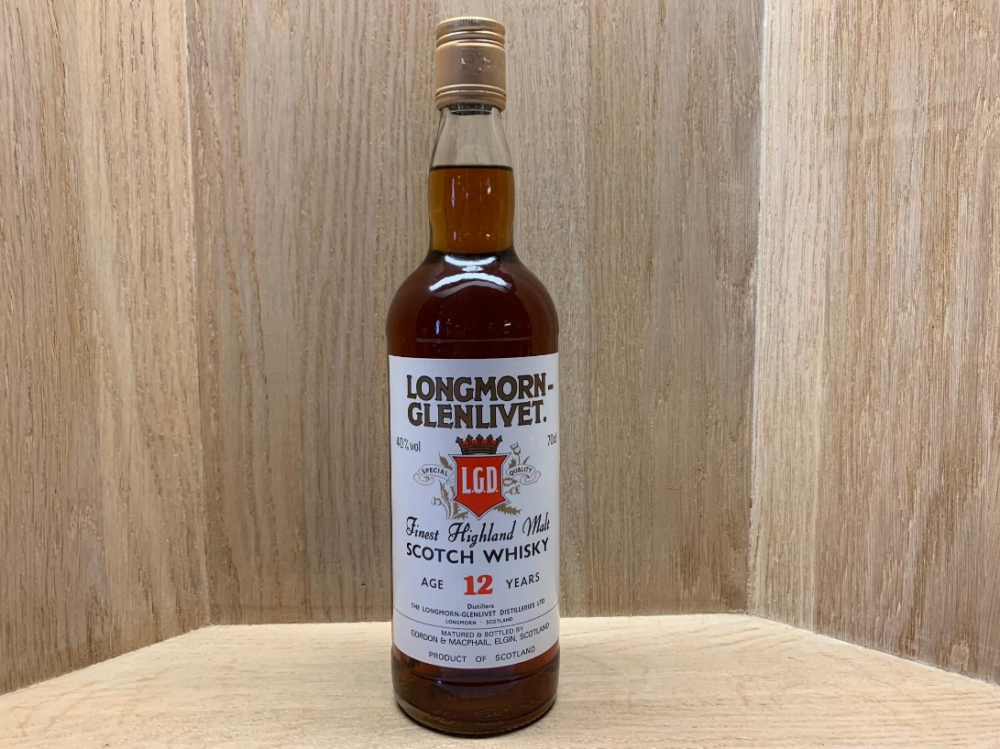 LONGMORN-
GLENLIVET.
40% vol
70cl
SPECIAL
QUALITY
L.G.D.
Finest Highland Malt
SCOTCH WHISKY
AGE 12 YEARS
Distillers
THE LONGMORN-GLENLIVET DISTILLERIES LTD.
LONGMORN · SCOTLAND
MATURED & BOTTLED BY
GORDON & MACPHAIL, ELGIN, SCOTLAND
PRODUCT OF SCOTLAND